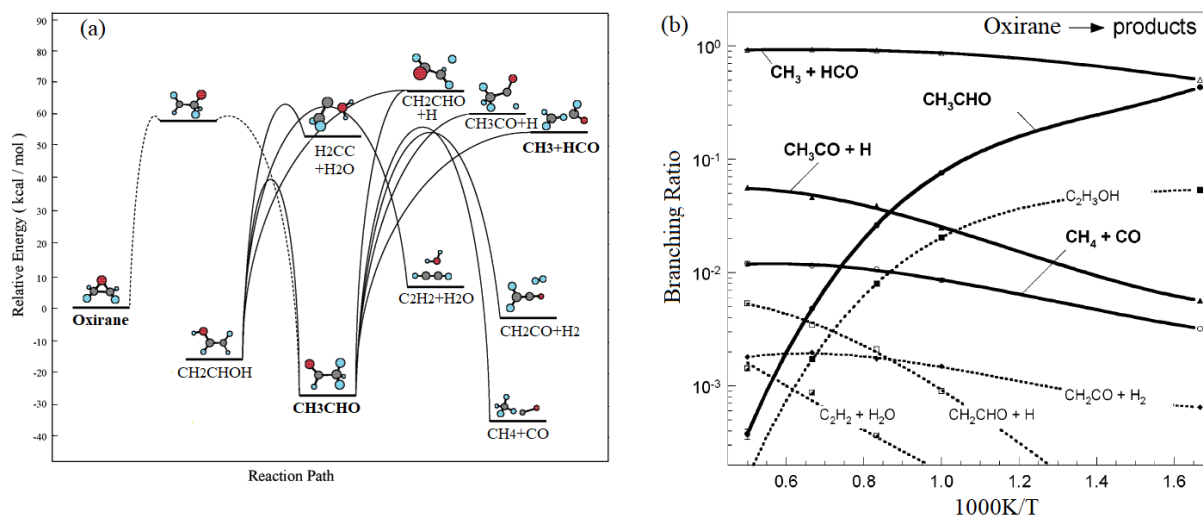 (a)
Relative Energy ( kcal / mol )
90
80
70
60
50
40
30
20
10
0
-10
-20
-30
-40
Oxirane
CH2CHOH
CH3CHO
H2CC
+H2O
CH2CHO
+H
CH3CO+H
CH3+HCO
C2H2+H2O
CH2CO+H2
CH4+CO
Reaction Path
(b)
Oxirane → products
Branching Ratio
10⁰
10⁻¹
10⁻²
10⁻³
CH₃ + HCO
CH₃CHO
CH₃CO + H
C₂H₃OH
CH₄ + CO
CH₂CO + H₂
C₂H₂ + H₂O
CH₂CHO + H
0.6
0.8
1.0
1.2
1.4
1.6
1000K/T